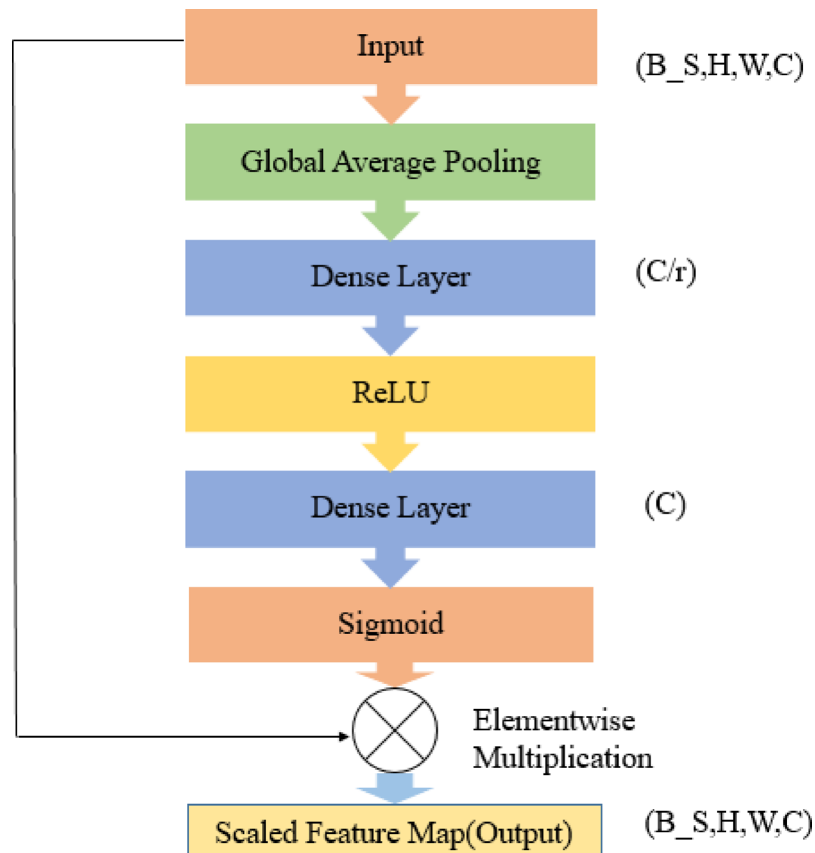 Input
(B_S,H,W,C)
Global Average Pooling
Dense Layer
(C/r)
ReLU
Dense Layer
(C)
Sigmoid
Elementwise
Multiplication
Scaled Feature Map(Output)
(B_S,H,W,C)